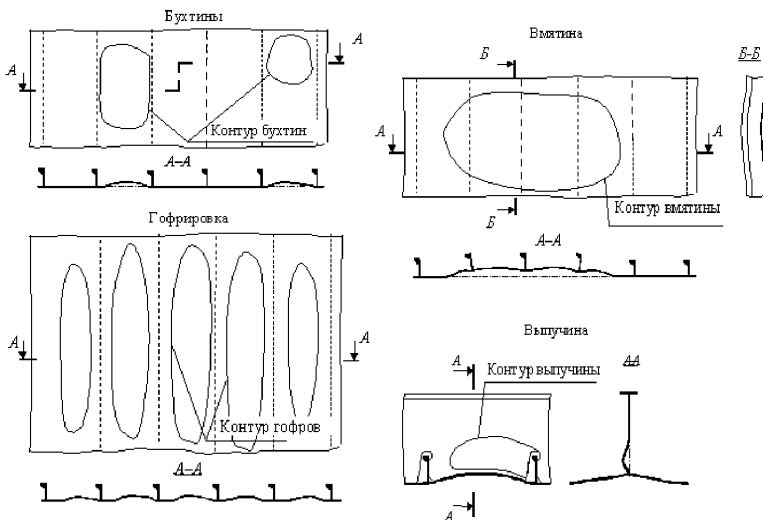 Бухтины
А
А
Контур бухтин
А–А
Гофрировка
А
А
Контур гофров
А–А
Вмятина
Б
Б-Б
А
А
Контур вмятины
Б
А–А
Выпучина
А
Контур выпучины
АА
А